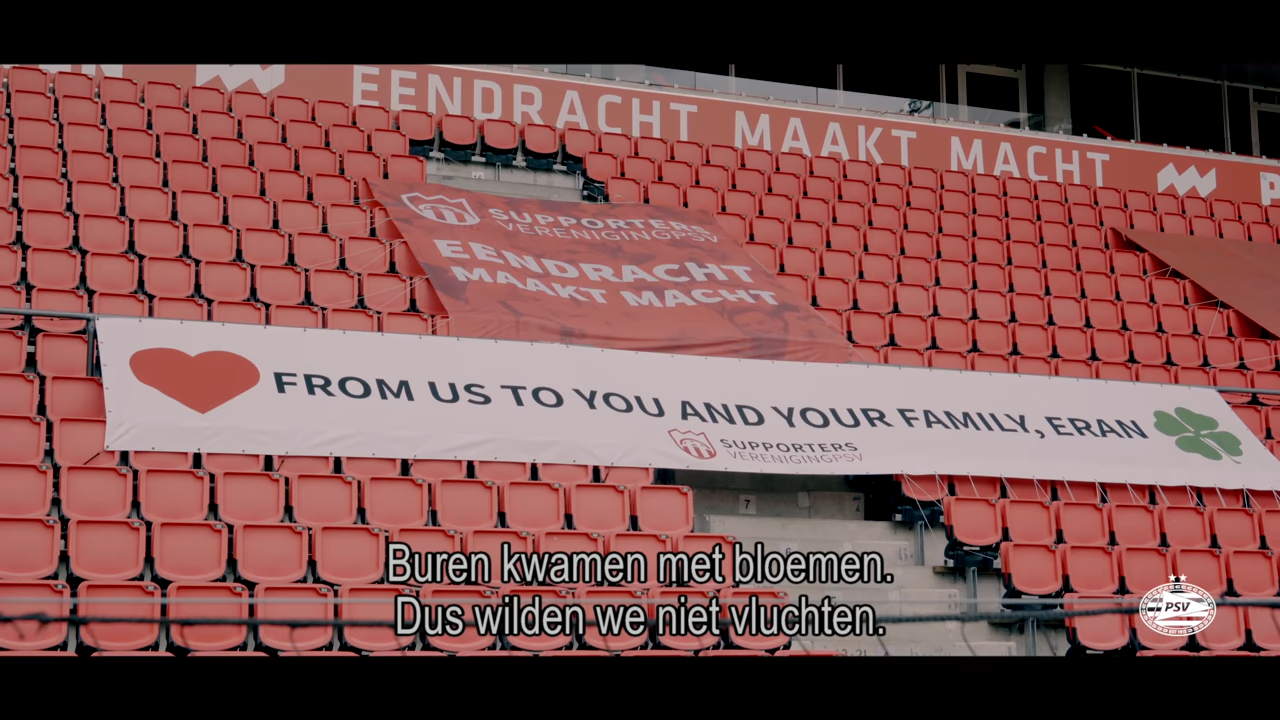 EENDRACHT MAAKT MACHT
SUPPORTERS
VERENIGINGPSV
EENDRACHT
MAAKT MACHT
FROM US TO YOU AND YOUR FAMILY, ERAN
SUPPORTERS
VERENIGINGPSV
7
Buren kwamen met bloemen.
Dus wilden we niet vluchten.
PSV